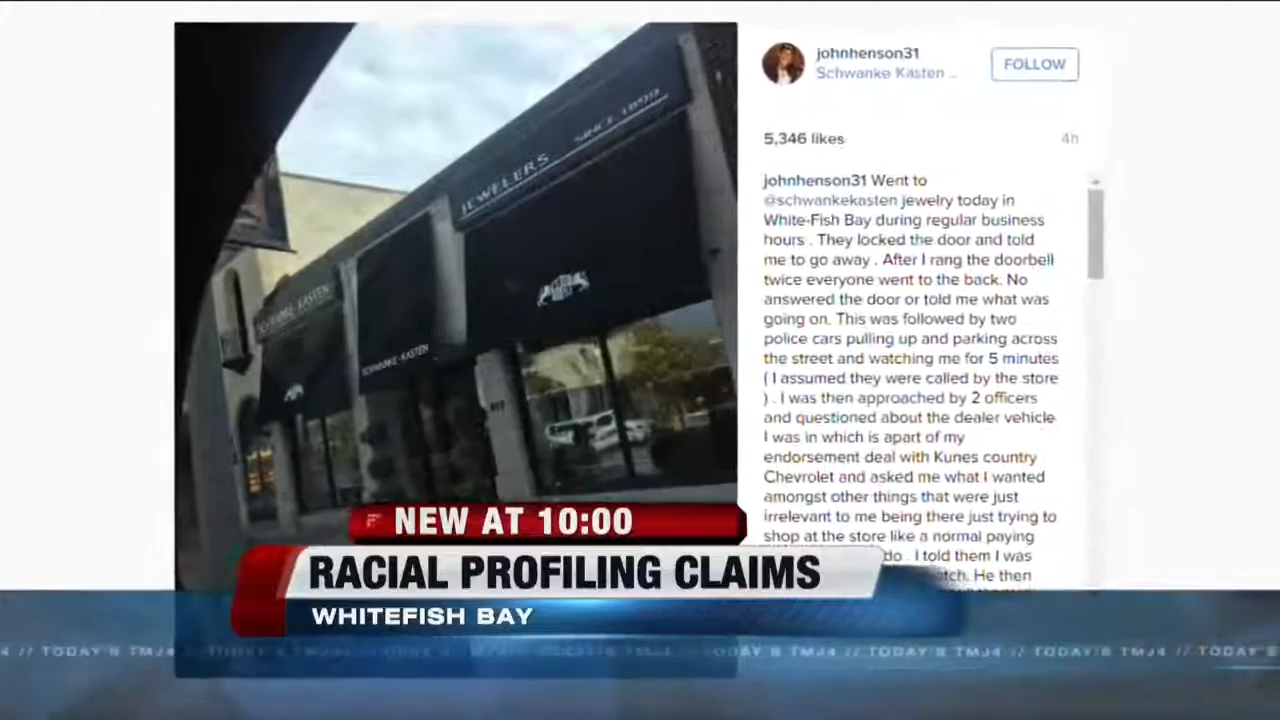 JEWELERS SINCE 1899
SCHWANKE-KASTEN
SCHWANKE-KASTEN
johnhenson31
Schwanke Kasten ...
FOLLOW
5,346 likes
4h
johnhenson31 Went to
@schwankekasten jewelry today in
White-Fish Bay during regular business
hours . They locked the door and told
me to go away . After I rang the doorbell
twice everyone went to the back. No
answered the door or told me what was
going on. This was followed by two
police cars pulling up and parking across
the street and watching me for 5 minutes
( I assumed they were called by the store
) . I was then approached by 2 officers
and questioned about the dealer vehicle
I was in which is apart of my
endorsement deal with Kunes country
Chevrolet and asked me what I wanted
amongst other things that were just
irrelevant to me being there just trying to
shop at the store like a normal paying
do . I told them I was
He then
NEW AT 10:00
RACIAL PROFILING CLAIMS
WHITEFISH BAY
// TODAY'S TMJ4 // TODAY'S TMJ4 // TODAY'S TMJ4 // TODAY'S